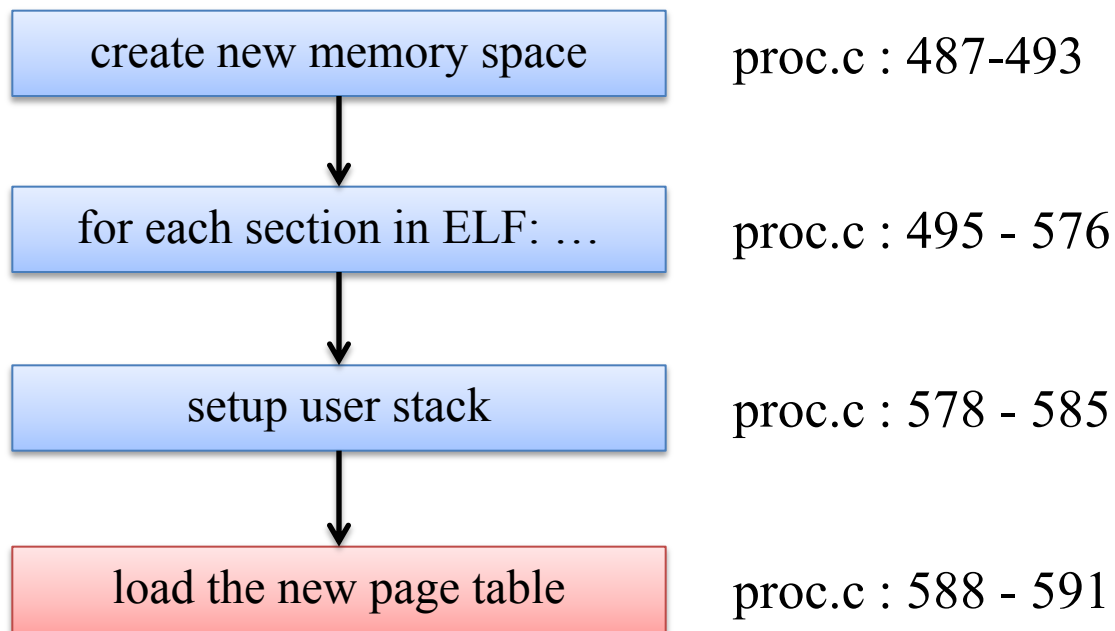 create new memory space proc.c : 487-493
for each section in ELF: … proc.c : 495 - 576
setup user stack proc.c : 578 - 585
load the new page table proc.c : 588 - 591